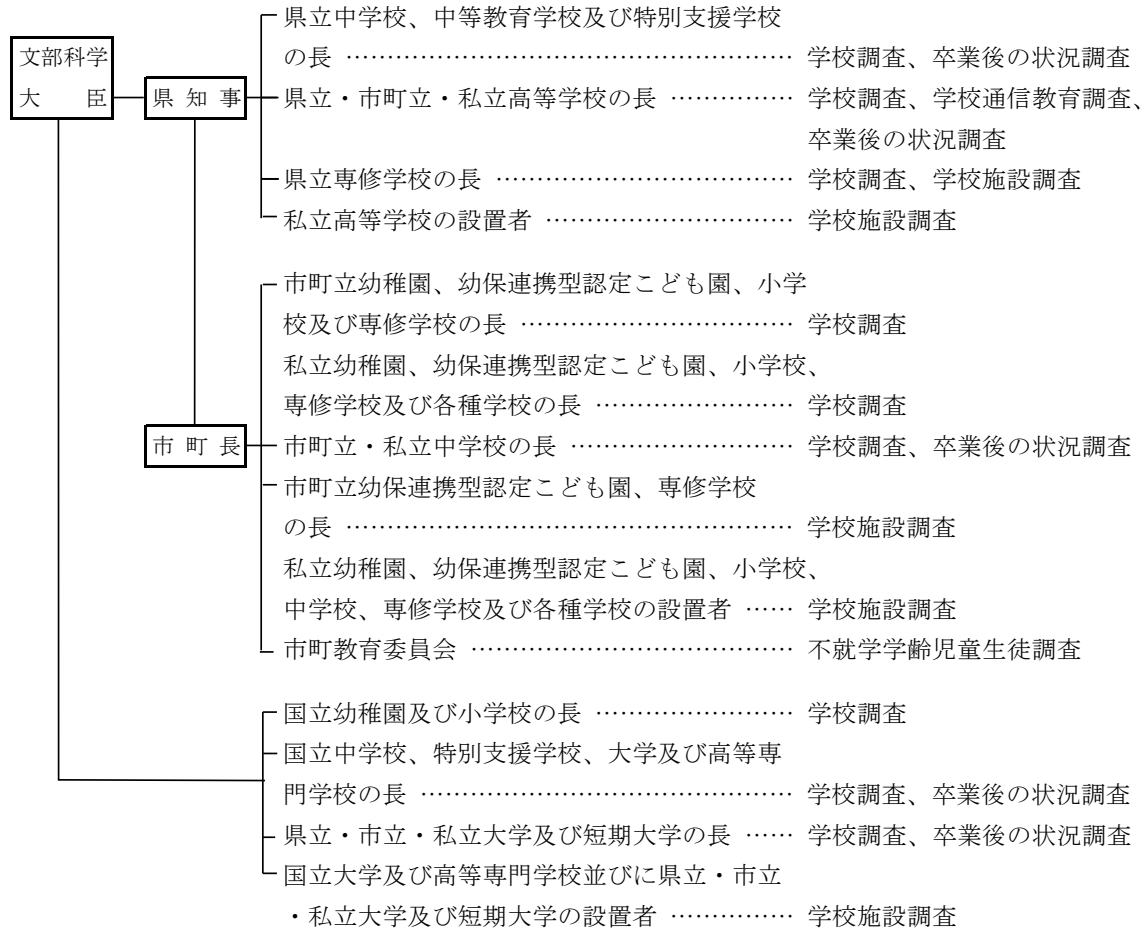 県立中学校、中等教育学校及び特別支援学校
の長 ……………………………………………… 学校調査、卒業後の状況調査
文部科学
大臣
県知事
県立・市町立・私立高等学校の長 …………… 学校調査、学校通信教育調査、
卒業後の状況調査
県立専修学校の長 ……………………………… 学校調査、学校施設調査
私立高等学校の設置者 ………………………… 学校施設調査
市町立幼稚園、幼保連携型認定こども園、小学
校及び専修学校の長 …………………………… 学校調査
私立幼稚園、幼保連携型認定こども園、小学校、
専修学校及び各種学校の長 …………………… 学校調査
市町長
市町立・私立中学校の長 ……………………… 学校調査、卒業後の状況調査
市町立幼保連携型認定こども園、専修学校
の長 ……………………………………………… 学校施設調査
私立幼稚園、幼保連携型認定こども園、小学校、
中学校、専修学校及び各種学校の設置者 …… 学校施設調査
市町教育委員会 ………………………………… 不就学学齢児童生徒調査
国立幼稚園及び小学校の長 …………………… 学校調査
国立中学校、特別支援学校、大学及び高等専
門学校の長 ……………………………………… 学校調査、卒業後の状況調査
県立・市立・私立大学及び短期大学の長 …… 学校調査、卒業後の状況調査
国立大学及び高等専門学校並びに県立・市立
・私立大学及び短期大学の設置者 …………… 学校施設調査